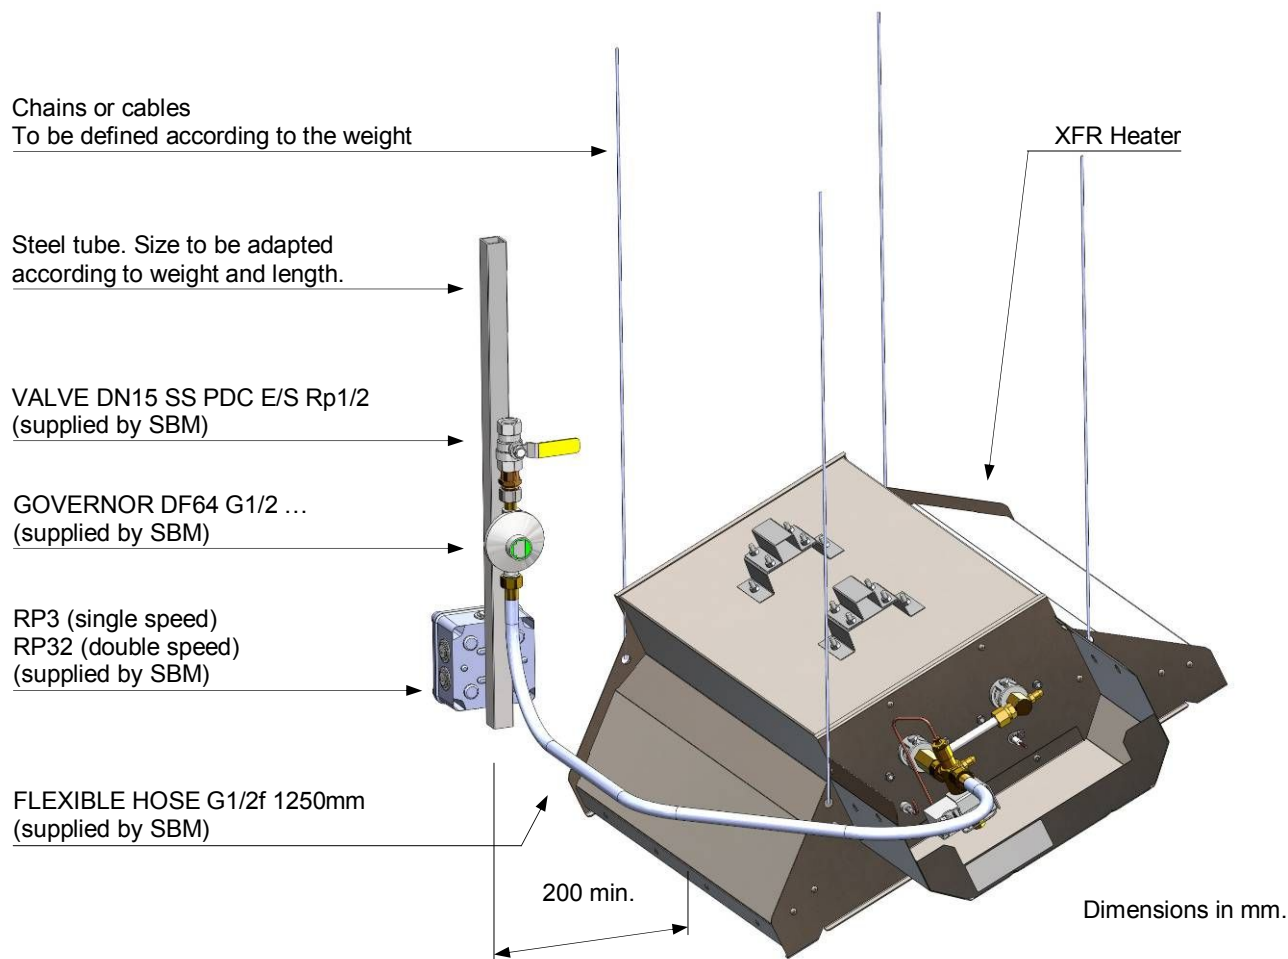 Chains or cables
To be defined according to the weight
XFR Heater
Steel tube. Size to be adapted
according to weight and length.
VALVE DN15 SS PDC E/S Rp1/2
(supplied by SBM)
GOVERNOR DF64 G1/2 …
(supplied by SBM)
RP3 (single speed)
RP32 (double speed)
(supplied by SBM)
FLEXIBLE HOSE G1/2f 1250mm
(supplied by SBM)
200 min.
Dimensions in mm.